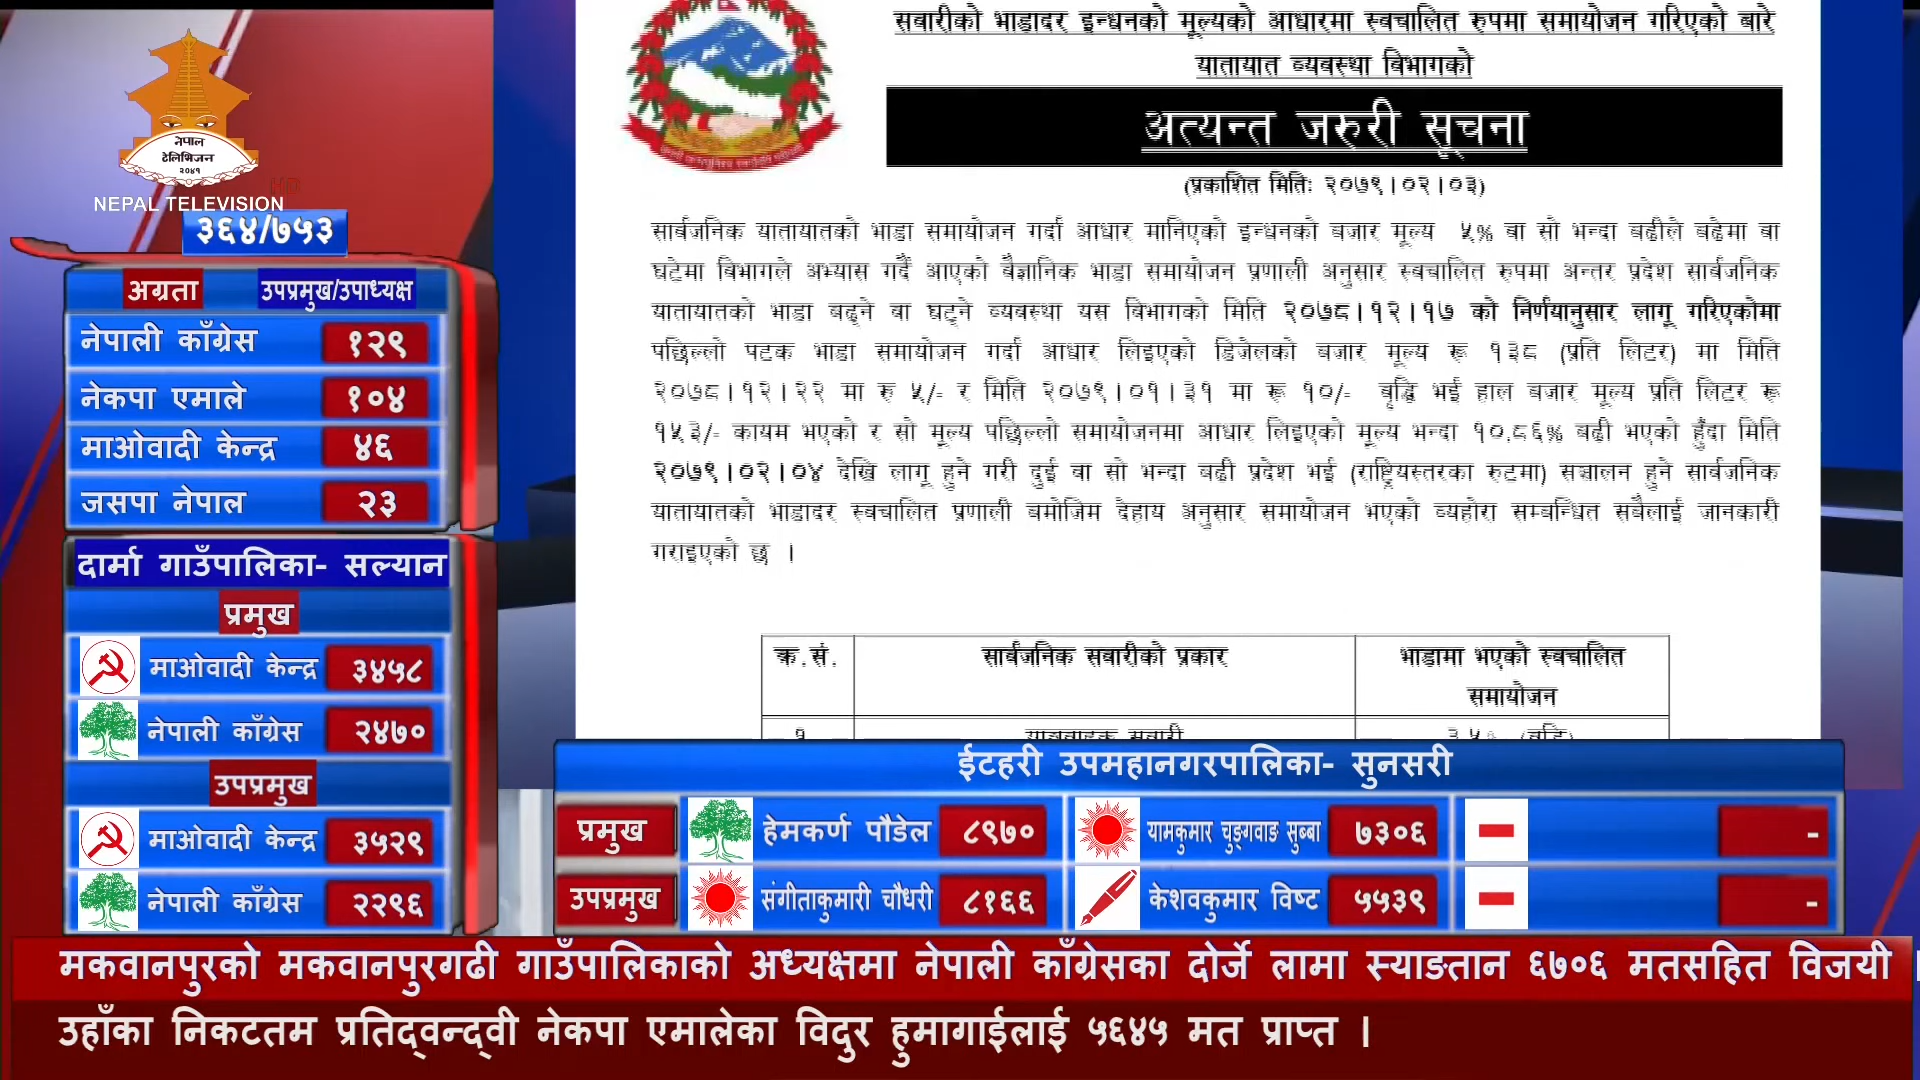 नेपाल
टेलिभिजन
२०४१
HD
NEPAL TELEVISION
३६४/७५३
अग्रता उपप्रमुख/उपाध्यक्ष
नेपाली काँग्रेस १२९
नेकपा एमाले १०४
माओवादी केन्द्र ४६
जसपा नेपाल २३
दार्मा गाउँपालिका- सल्यान
प्रमुख
माओवादी केन्द्र ३४५८
नेपाली काँग्रेस २४७०
उपप्रमुख
माओवादी केन्द्र ३५२९
नेपाली काँग्रेस २२९६
सबारीको भाडादर इन्धनको मूल्यको आधारमा स्वचालित रुपमा समायोजन गरिएको बारे
यातायात व्यबस्था बिभागको
अत्यन्त जरुरी सूचना
(प्रकाशित मितिः २०७९।०२।०३)
सार्बजनिक यातायातको भाडा समायोजन गर्दा आधार मानिएको इन्धनको बजार मूल्य ५% बा सो भन्दा बढीले बढेमा बा
घटेमा बिभागले अभ्यास गर्दै आएको बैज्ञानिक भाडा समायोजन प्रणाली अनुसार स्वचालित रुपमा अन्तर प्रदेश सार्बजनिक
यातायातको भाडा बढ्ने बा घट्ने व्यबस्था यस बिभागको मिति २०७८।१२।१७ को निर्णयानुसार लागू गरिएकोमा
पछिल्लो पटक भाडा समायोजन गर्दा आधार लिइएको डिजेलको बजार मूल्य रू १३८ (प्रति लिटर) मा मिति
२०७८।१२।२२ मा रु ५/- र मिति २०७९।०१।३१ मा रू १०/- बृद्धि भई हाल बजार मूल्य प्रति लिटर रू
१५३/- कायम भएको र सो मूल्य पछिल्लो समायोजनमा आधार लिइएको मूल्य भन्दा १०.८६% बढी भएको हुँदा मिति
२०७९।०२।०४ देखि लागू हुने गरी दुई बा सो भन्दा बढी प्रदेश भई (राष्ट्रियस्तरका रुटमा) सञ्चालन हुने सार्बजनिक
यातायातको भाडादर स्वचालित प्रणाली बमोजिम देहाय अनुसार समायोजन भएको व्यहोरा सम्बन्धित सबैलाई जानकारी
गराइएको छ ।
क्र.सं. सार्बजनिक सबारीको प्रकार भाडामा भएको स्वचालित
समायोजन
ईटहरी उपमहानगरपालिका- सुनसरी
प्रमुख हेमकर्ण पौडेल ८९७० यामकुमार चुङ्गवाङ सुब्बा ७३०६ -
उपप्रमुख संगीताकुमारी चौधरी ८१६६ केशवकुमार विष्ट ५५३९ -
मकवानपुरको मकवानपुरगढी गाउँपालिकाको अध्यक्षमा नेपाली काँग्रेसका दोर्जे लामा स्याङतान ६७०६ मतसहित विजयी
उहाँका निकटतम प्रतिद्वन्द्वी नेकपा एमालेका विदुर हुमागाईलाई ५६४५ मत प्राप्त ।